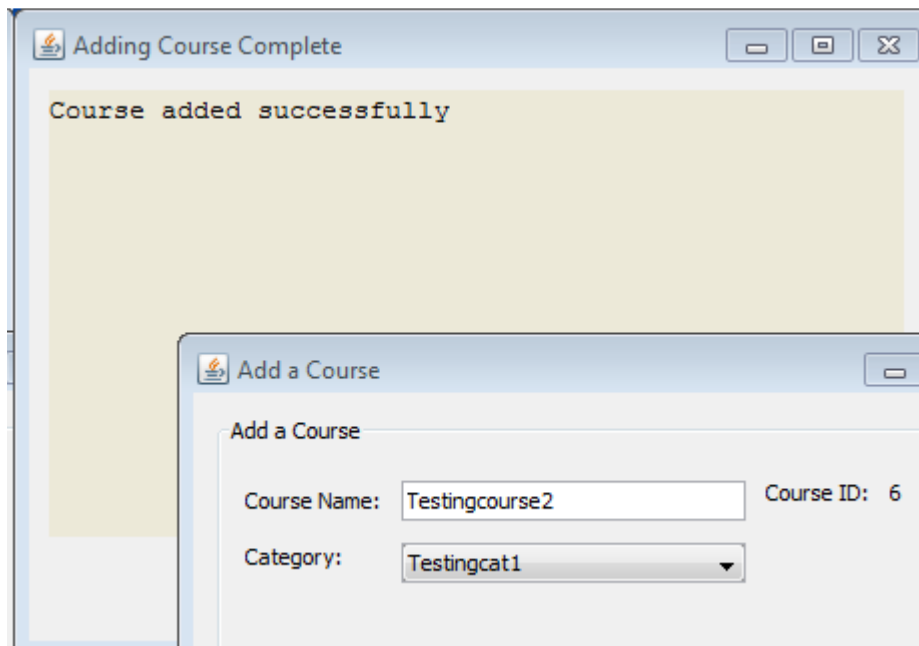 Adding Course Complete
Course added successfully
Add a Course
Add a Course
Course Name: Testingcourse2 Course ID: 6
Category: Testingcat1